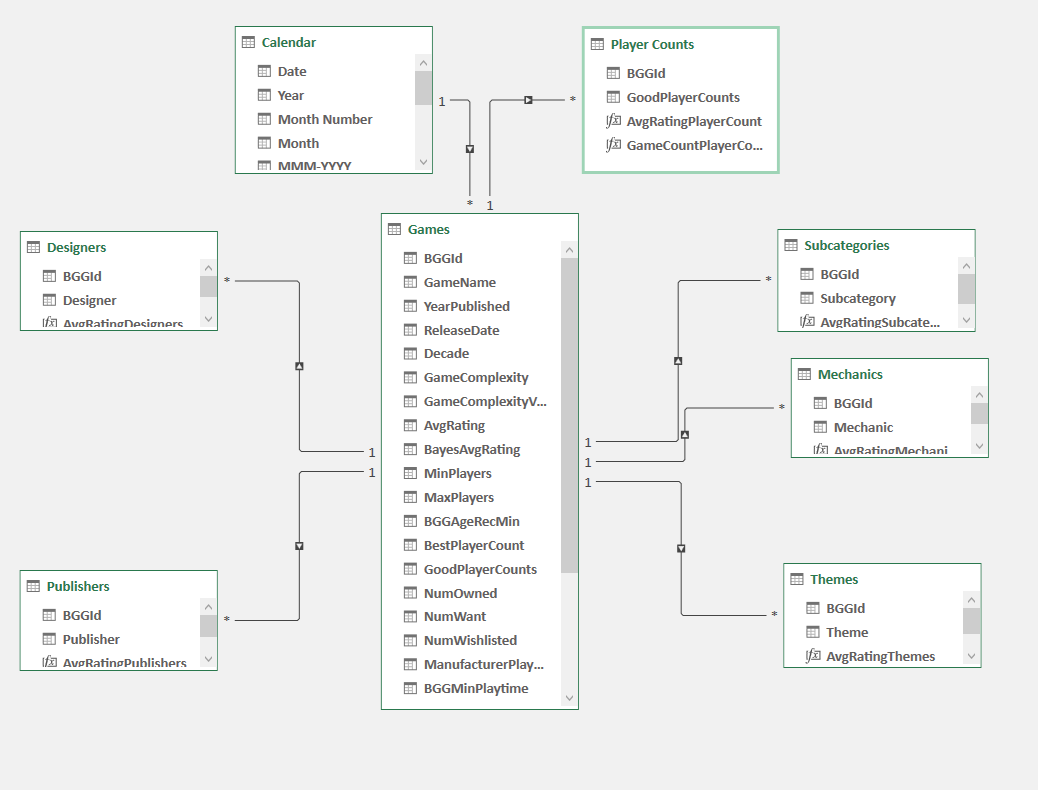 Calendar
Date
Year
Month Number
Month
MMM-YYYY
1
*
Player Counts
BGGId
GoodPlayerCounts
AvgRatingPlayerCount
GameCountPlayerCo...
*
1
Designers
BGGId
Designer
AvgRatingDesigners
*
1
Publishers
BGGId
Publisher
AvgRatingPublishers
*
1
Games
BGGId
GameName
YearPublished
ReleaseDate
Decade
GameComplexity
GameComplexityV...
AvgRating
BayesAvgRating
MinPlayers
MaxPlayers
BGGAgeRecMin
BestPlayerCount
GoodPlayerCounts
NumOwned
NumWant
NumWishlisted
ManufacturerPlay...
BGGMinPlaytime
Subcategories
BGGId
Subcategory
AvgRatingSubcate...
*
1
Mechanics
BGGId
Mechanic
AvgRatingMechani
*
1
Themes
BGGId
Theme
AvgRatingThemes
*
1